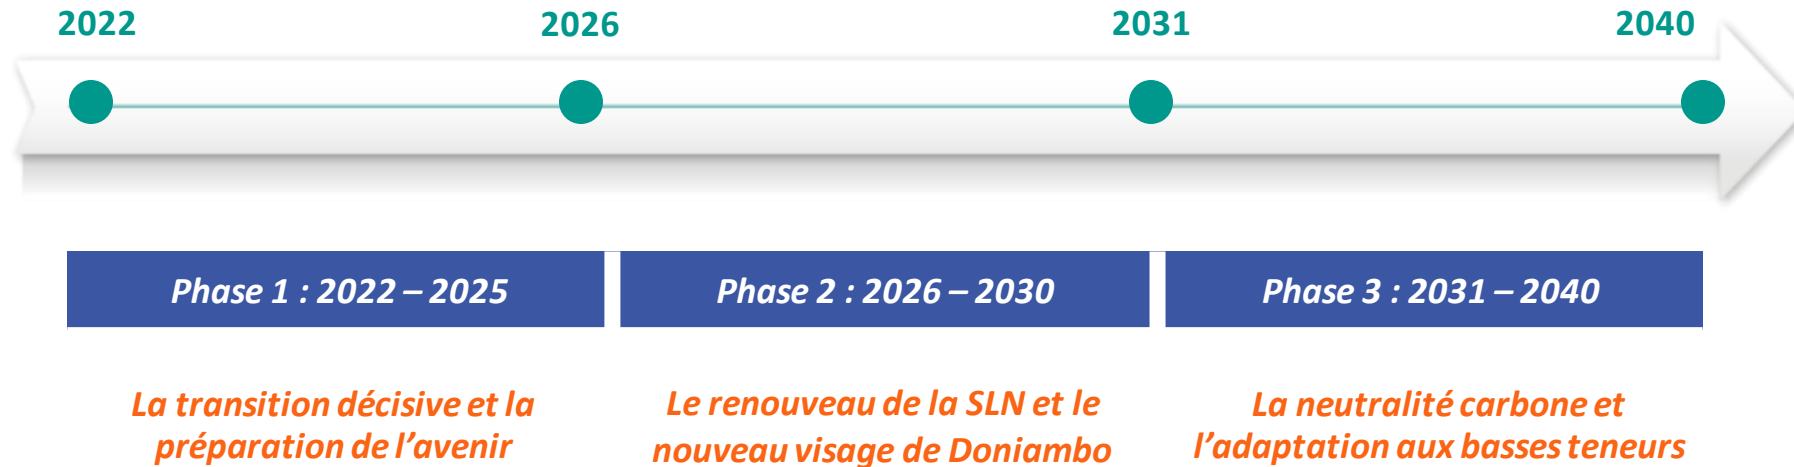 2022 2026 2031 2040
Phase 1 : 2022 – 2025
Phase 2 : 2026 – 2030
Phase 3 : 2031 – 2040
La transition décisive et la
préparation de l’avenir
Le renouveau de la SLN et le
nouveau visage de Doniambo
La neutralité carbone et
l’adaptation aux basses teneurs